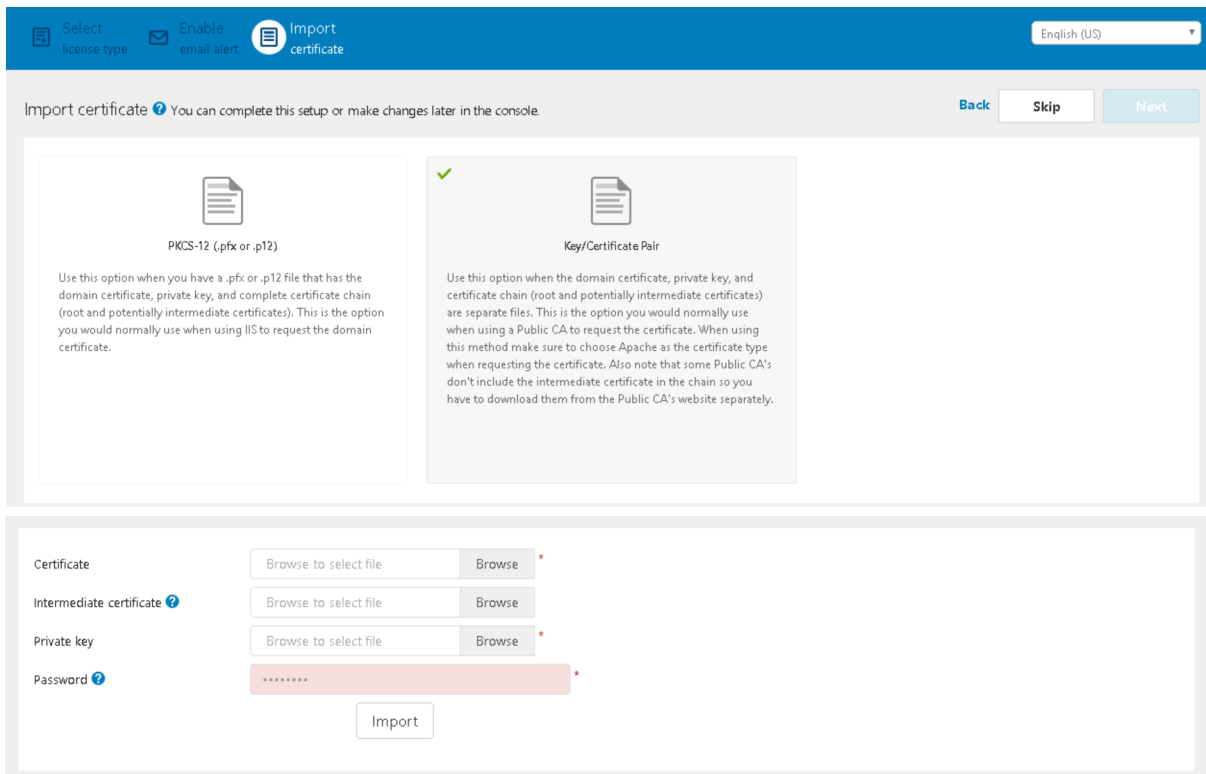 Select
license type
Enable
email alert
Import
certificate
English (US)
Import certificate ? You can complete this setup or make changes later in the console.
Back
Skip
Next
PKCS-12 (.pfx or .p12)
Use this option when you have a .pfx or .p12 file that has the
domain certificate, private key, and complete certificate chain
(root and potentially intermediate certificates). This is the option
you would normally use when using IIS to request the domain
certificate.
Key/Certificate Pair
Use this option when the domain certificate, private key, and
certificate chain (root and potentially intermediate certificates)
are separate files. This is the option you would normally use
when using a Public CA to request the certificate. When using
this method make sure to choose Apache as the certificate type
when requesting the certificate. Also note that some Public CA's
don't include the intermediate certificate in the chain so you
have to download them from the Public CA's website separately.
Certificate
Browse to select file
Browse
*
Intermediate certificate ?
Browse to select file
Browse
Private key
Browse to select file
Browse
*
Password ?
••••••••
*
Import